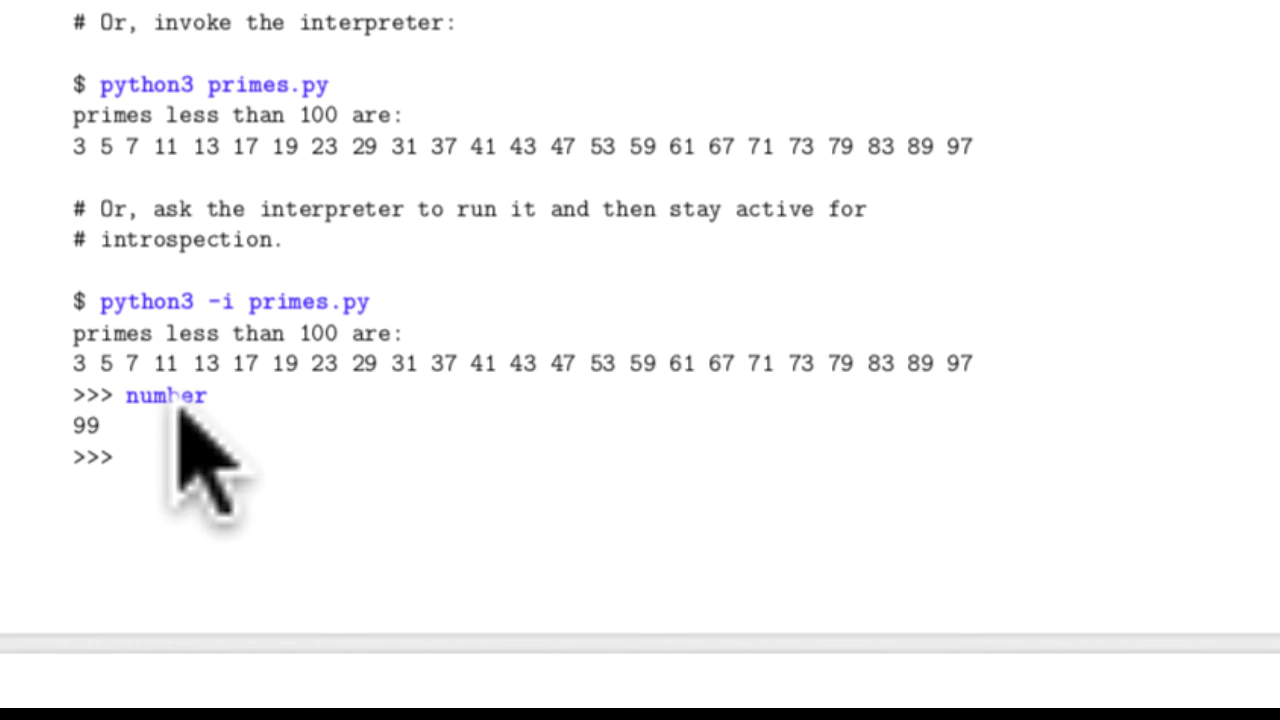 # Or, invoke the interpreter:
$ python3 primes.py
primes less than 100 are:
3 5 7 11 13 17 19 23 29 31 37 41 43 47 53 59 61 67 71 73 79 83 89 97
# Or, ask the interpreter to run it and then stay active for
# introspection.
$ python3 -i primes.py
primes less than 100 are:
3 5 7 11 13 17 19 23 29 31 37 41 43 47 53 59 61 67 71 73 79 83 89 97
>>> number
99
>>>